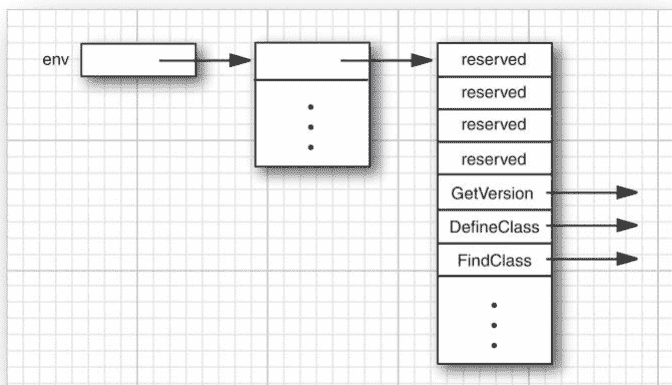 env
reserved
reserved
reserved
reserved
GetVersion
DefineClass
FindClass